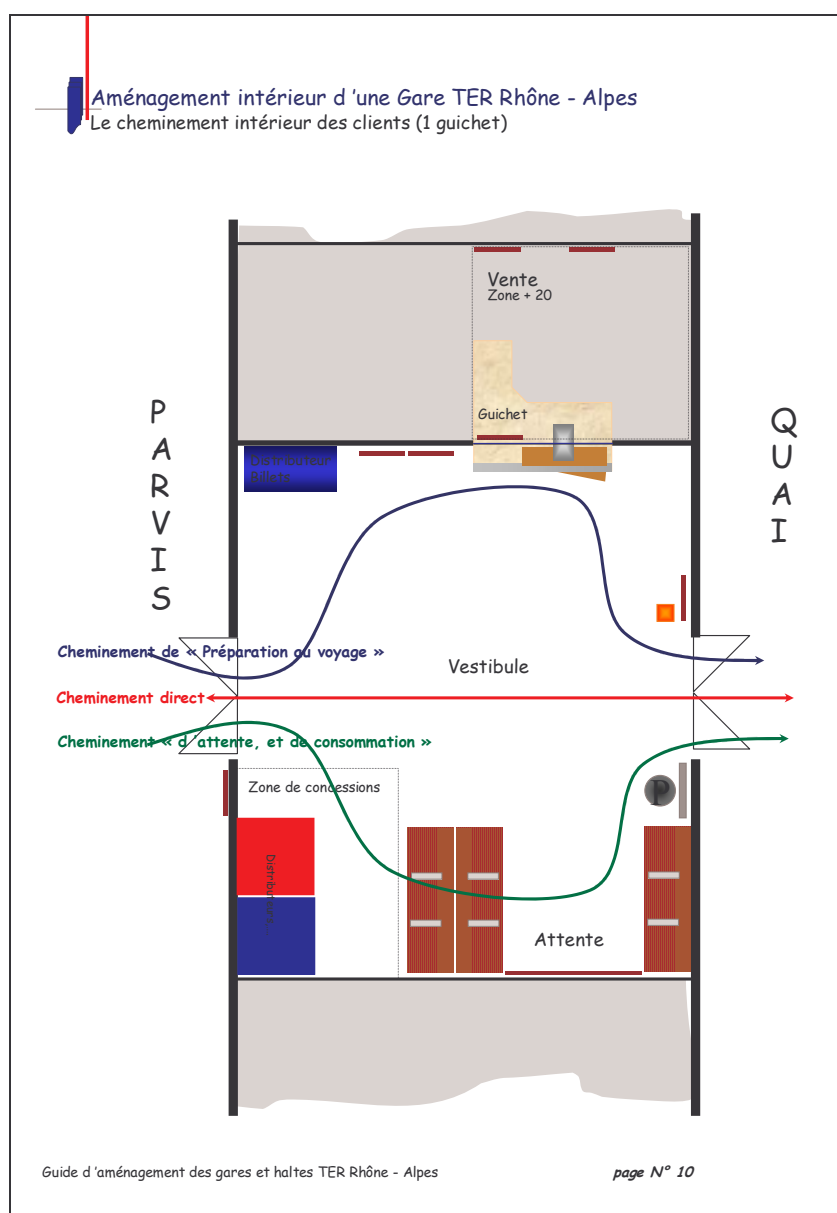 Aménagement intérieur d 'une Gare TER Rhône - Alpes
Le cheminement intérieur des clients (1 guichet)
Vente
Zone + 20
Guichet
Distributeur
Billets
PARVIS
QUAI
Cheminement de « Préparation au voyage »
Vestibule
Cheminement direct
Cheminement « d 'attente, et de consommation »
Zone de concessions
P
Distributeurs...
Attente
Guide d 'aménagement des gares et haltes TER Rhône - Alpes
page N° 10